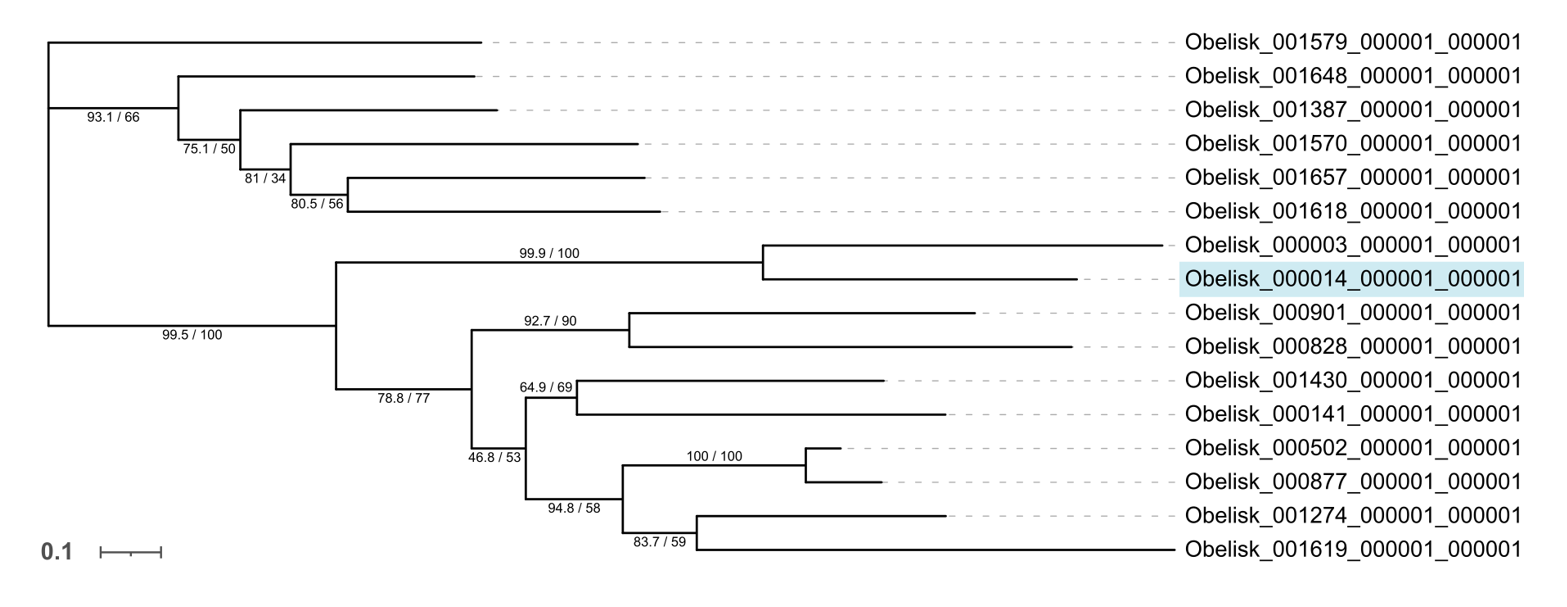 Obelisk_001579_000001_000001
Obelisk_001648_000001_000001
93.1 / 66
Obelisk_001387_000001_000001
75.1 / 50
Obelisk_001570_000001_000001
81 / 34
Obelisk_001657_000001_000001
80.5 / 56
Obelisk_001618_000001_000001
99.9 / 100
Obelisk_000003_000001_000001
Obelisk_000014_000001_000001
99.5 / 100
92.7 / 90
Obelisk_000901_000001_000001
Obelisk_000828_000001_000001
78.8 / 77
64.9 / 69
Obelisk_001430_000001_000001
Obelisk_000141_000001_000001
46.8 / 53
Obelisk_000502_000001_000001
100 / 100
Obelisk_000877_000001_000001
94.8 / 58
Obelisk_001274_000001_000001
83.7 / 59
Obelisk_001619_000001_000001
0.1